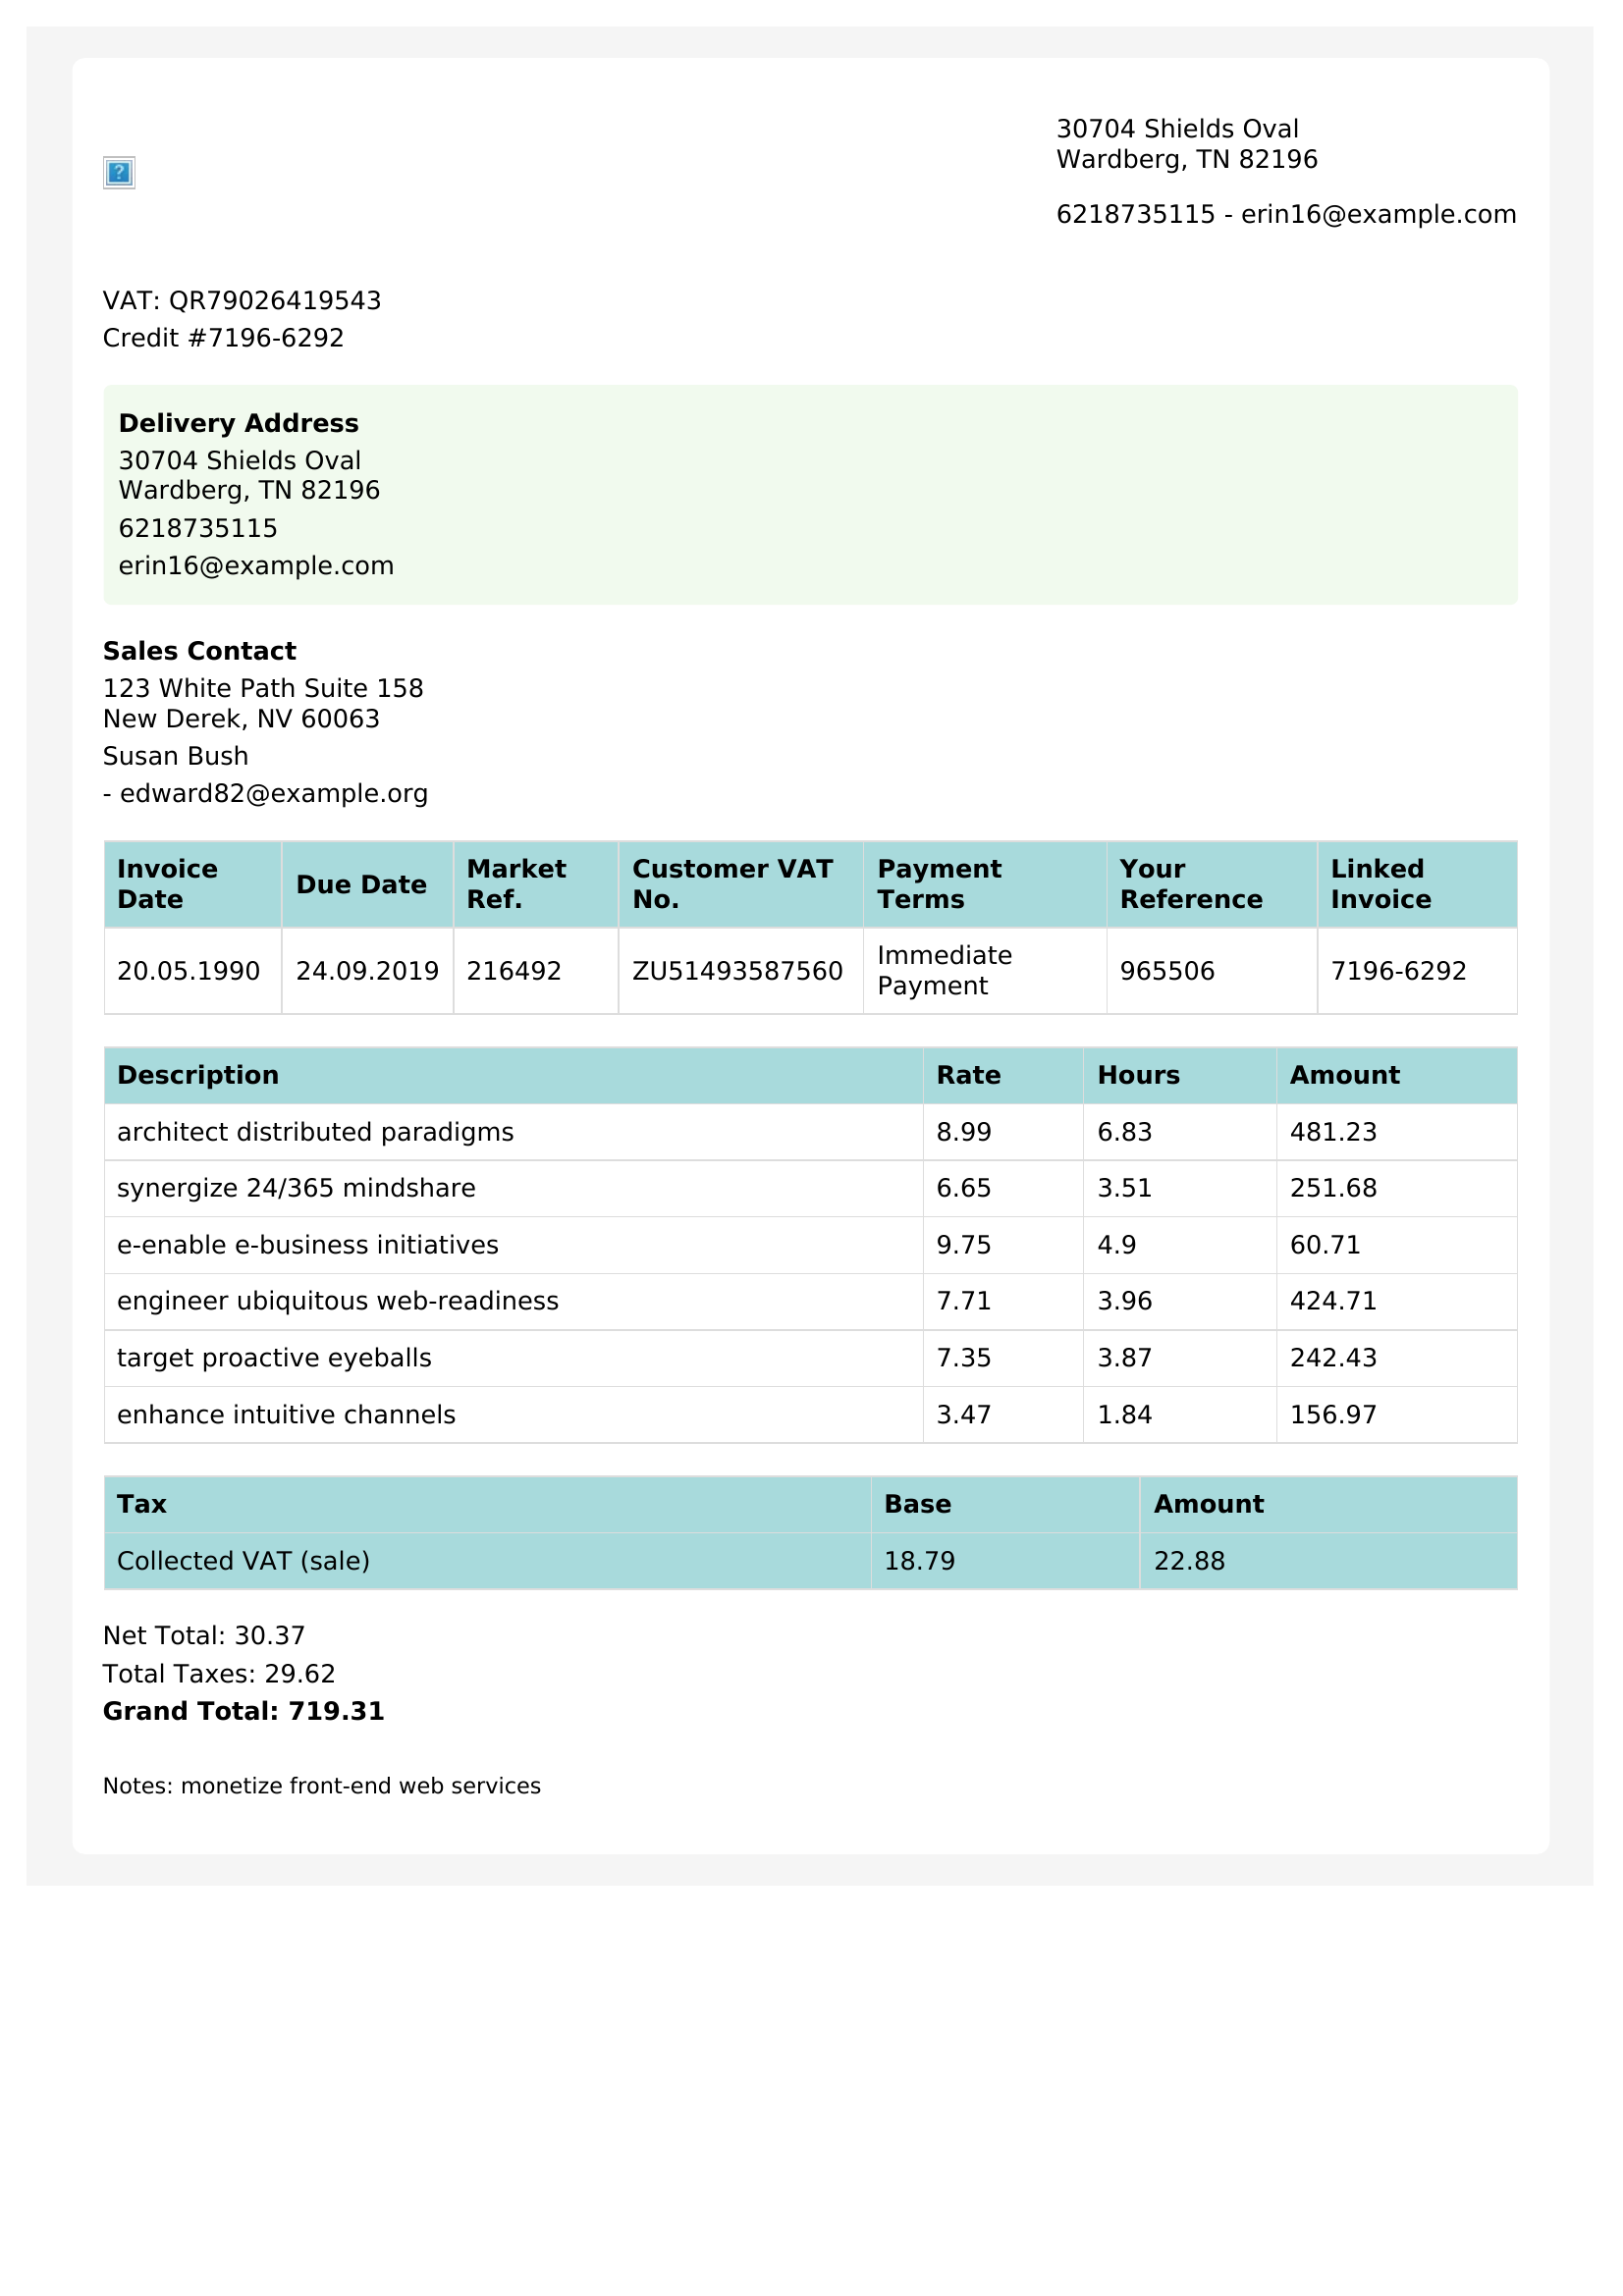 30704 Shields Oval
Wardberg, TN 82196
6218735115 - erin16@example.com
VAT: QR79026419543
Credit #7196-6292
Delivery Address
30704 Shields Oval
Wardberg, TN 82196
6218735115
erin16@example.com
Sales Contact
123 White Path Suite 158
New Derek, NV 60063
Susan Bush
- edward82@example.org
Invoice Date Due Date Market Ref. Customer VAT No. Payment Terms Your Reference Linked Invoice
20.05.1990 24.09.2019 216492 ZU51493587560 Immediate Payment 965506 7196-6292
Description Rate Hours Amount
architect distributed paradigms 8.99 6.83 481.23
synergize 24/365 mindshare 6.65 3.51 251.68
e-enable e-business initiatives 9.75 4.9 60.71
engineer ubiquitous web-readiness 7.71 3.96 424.71
target proactive eyeballs 7.35 3.87 242.43
enhance intuitive channels 3.47 1.84 156.97
Tax Base Amount
Collected VAT (sale) 18.79 22.88
Net Total: 30.37
Total Taxes: 29.62
Grand Total: 719.31
Notes: monetize front-end web services